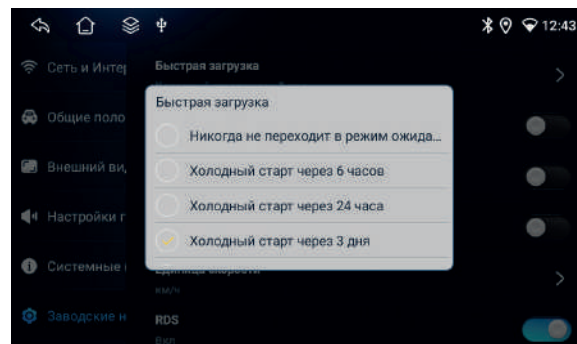 12:43
Сеть и Интер
Быстрая загрузка
Общие поло
Внешний ви,
Настройки г
Системные
Заводские н
Быстрая загрузка
Никогда не переходит в режим ожида...
Холодный старт через 6 часов
Холодный старт через 24 часа
Холодный старт через 3 дня
км/ч
RDS
Вкл